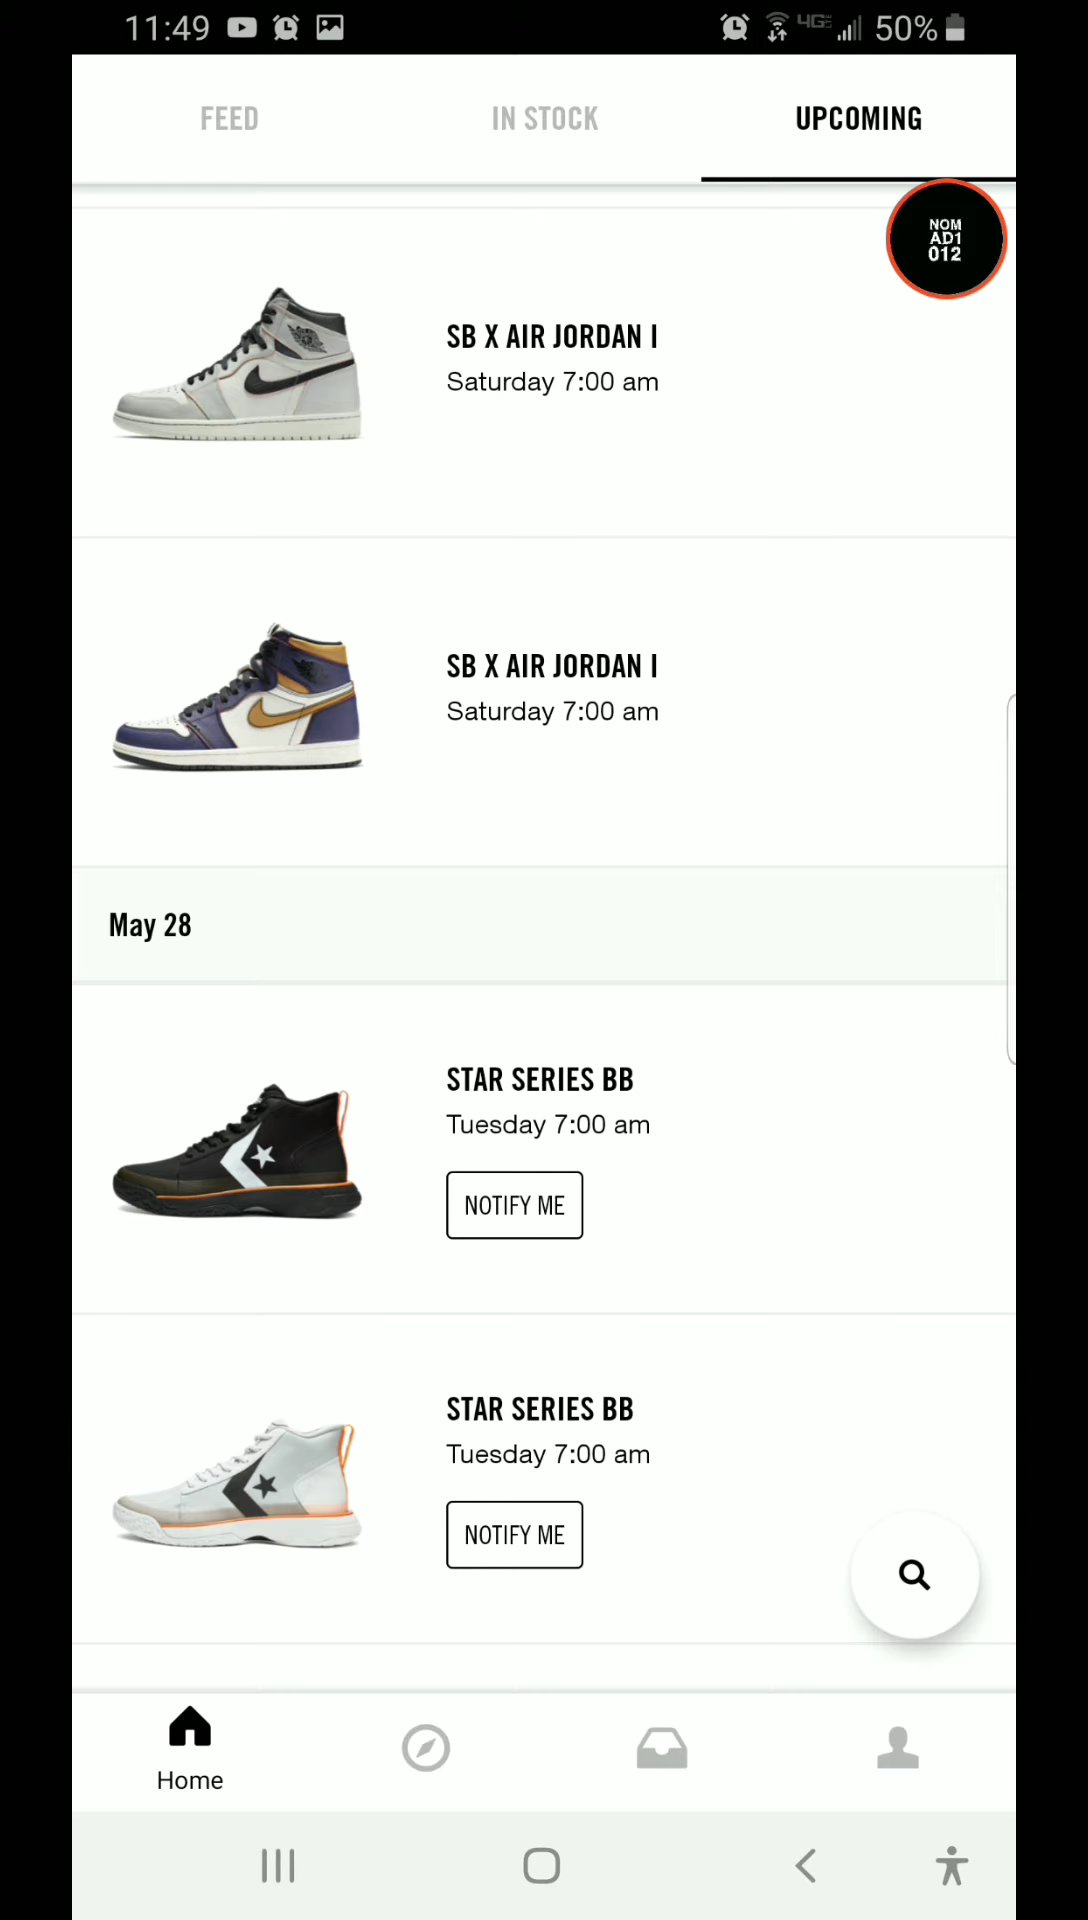 11:49
4G 50%
FEED IN STOCK UPCOMING
NOM
AD1
012
SB X AIR JORDAN I
Saturday 7:00 am
SB X AIR JORDAN I
Saturday 7:00 am
May 28
STAR SERIES BB
Tuesday 7:00 am
NOTIFY ME
STAR SERIES BB
Tuesday 7:00 am
NOTIFY ME
Home